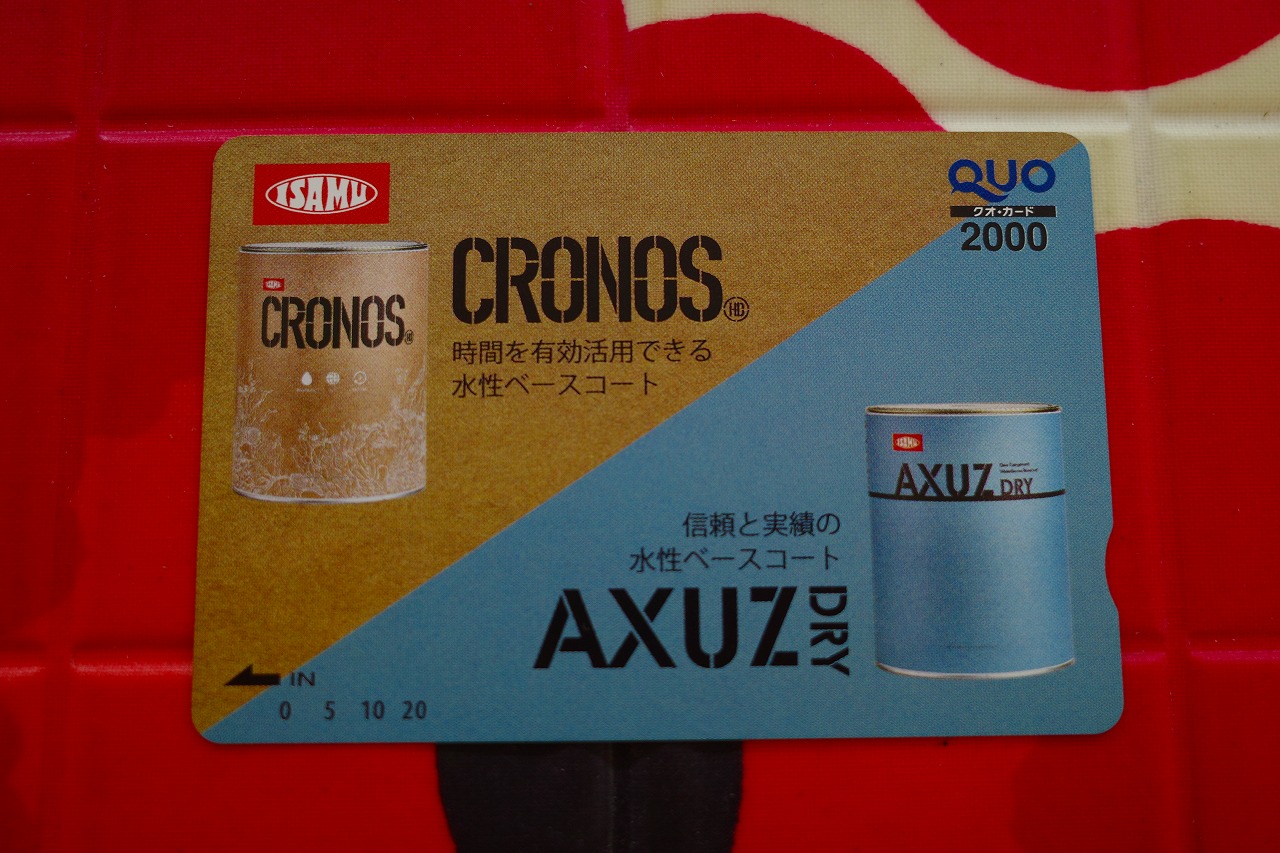 ISAMU
QUO
クオ・カード
2000
CRONOS HD
時間を有効活用できる
水性ベースコート
CRONOS
ISAMU
AXUZ DRY
信頼と実績の
水性ベースコート
AXUZ DRY
IN
0 5 10 20